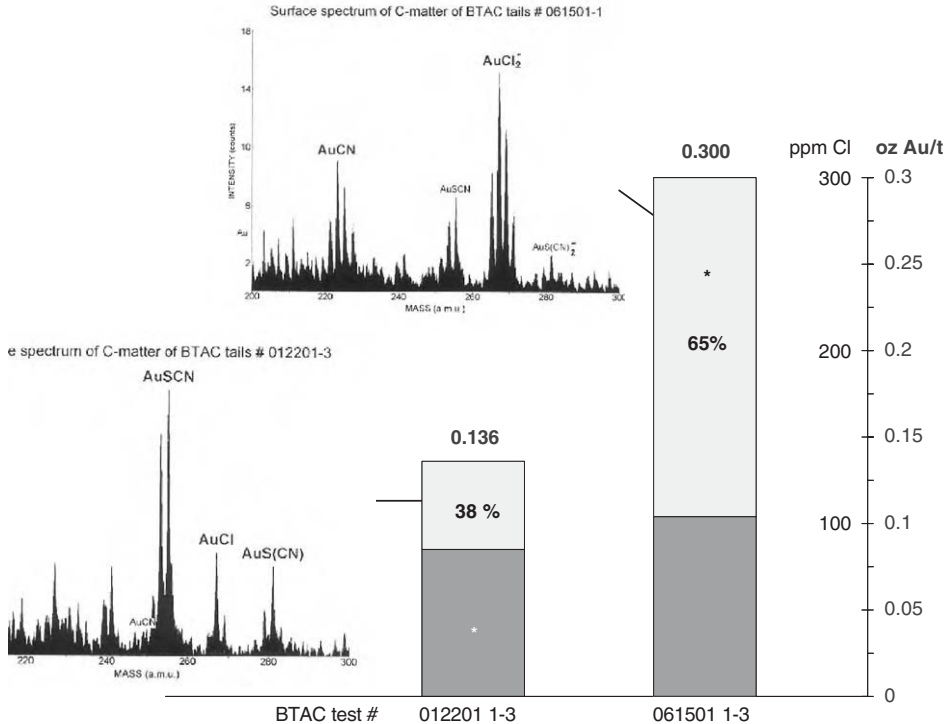 Surface spectrum of C-matter of BTAC tails # 061501-1
18
14
10
6
2
INTENSITY (counts)
Au
AuCN
AuSCN
AuCl₂⁻
AuS(CN)₂⁻
200 220 240 260 280 300
MASS (a.m.u.)
e spectrum of C-matter of BTAC tails # 012201-3
AuSCN
AuCl
AuS(CN)
AuCN
220 240 260 280 300
MASS (a.m.u.)
0.136
38 %
*
0.300
*
65%
ppm Cl oz Au/t
300 0.3
0.25
200 0.2
0.15
100 0.1
0.05
0
BTAC test # 012201 1-3 061501 1-3